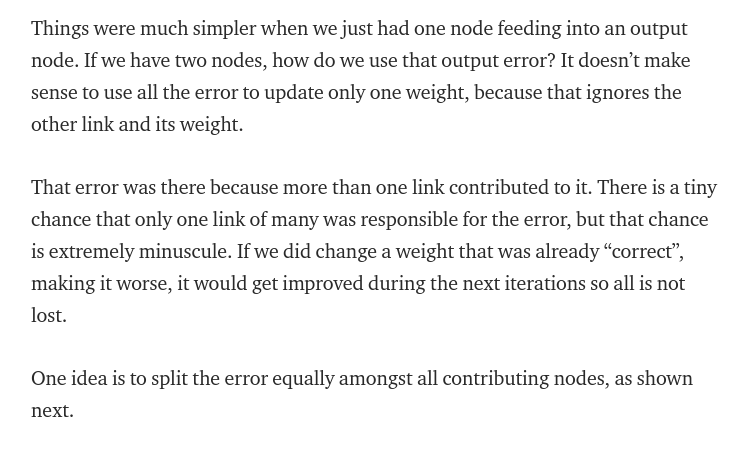 Things were much simpler when we just had one node feeding into an output
node. If we have two nodes, how do we use that output error? It doesn’t make
sense to use all the error to update only one weight, because that ignores the
other link and its weight.
That error was there because more than one link contributed to it. There is a tiny
chance that only one link of many was responsible for the error, but that chance
is extremely minuscule. If we did change a weight that was already “correct”,
making it worse, it would get improved during the next iterations so all is not
lost.
One idea is to split the error equally amongst all contributing nodes, as shown
next.